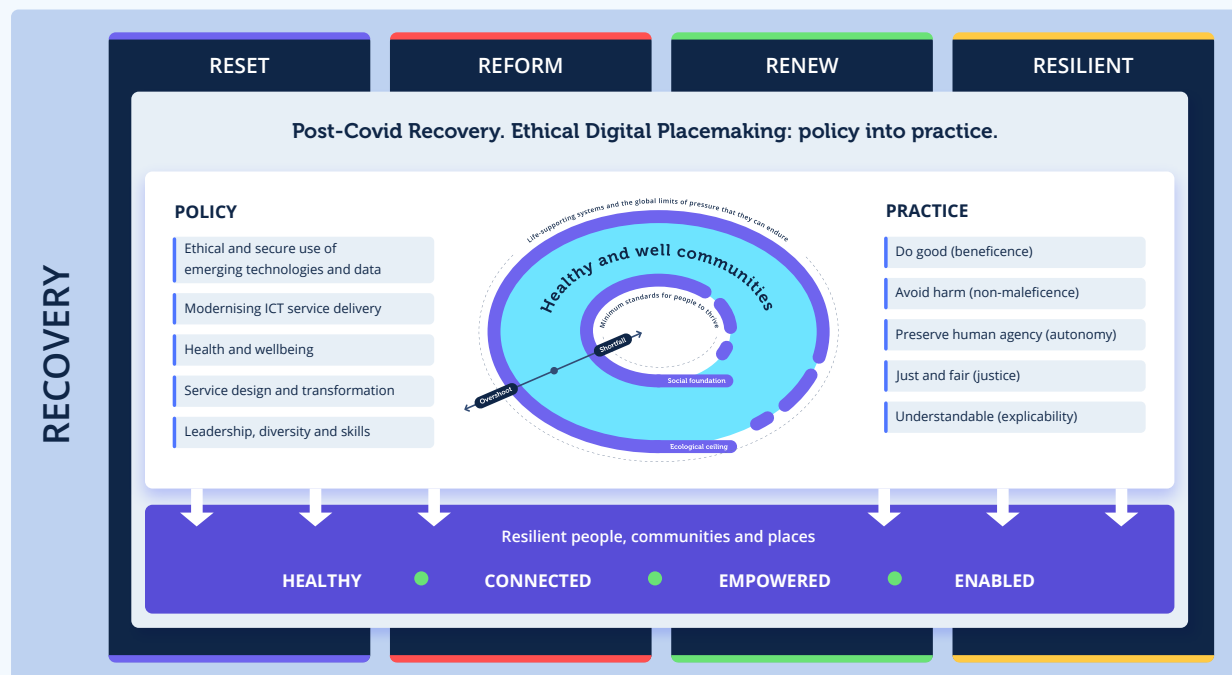 RECOVERY
RESET
REFORM
RENEW
RESILIENT
Post-Covid Recovery. Ethical Digital Placemaking: policy into practice.
POLICY
Ethical and secure use of
emerging technologies and data
Modernising ICT service delivery
Health and wellbeing
Service design and transformation
Leadership, diversity and skills
Life-supporting systems and the global limits of pressure that they can endure
Healthy and well communities
Minimum standards for people to thrive
Shortfall
Overshoot
Social foundation
Ecological ceiling
PRACTICE
Do good (beneficence)
Avoid harm (non-maleficence)
Preserve human agency (autonomy)
Just and fair (justice)
Understandable (explicability)
Resilient people, communities and places
HEALTHY
CONNECTED
EMPOWERED
ENABLED